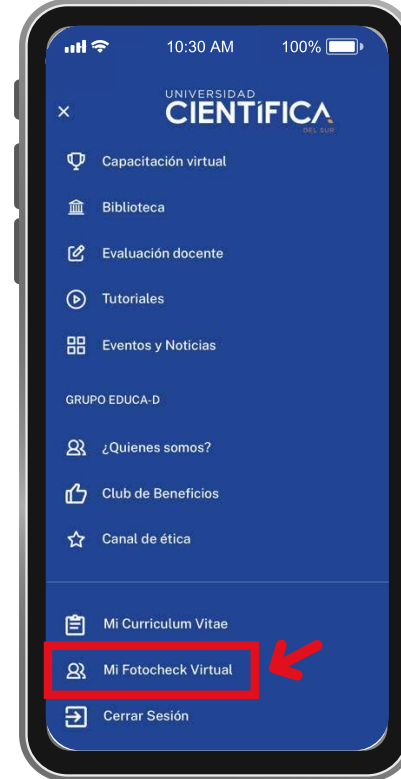 10:30 AM 100%
UNIVERSIDAD
CIENTÍFICA
DEL SUR
Capacitación virtual
Biblioteca
Evaluación docente
Tutoriales
Eventos y Noticias
GRUPO EDUCA-D
¿Quienes somos?
Club de Beneficios
Canal de ética
Mi Curriculum Vitae
Mi Fotocheck Virtual
Cerrar Sesión